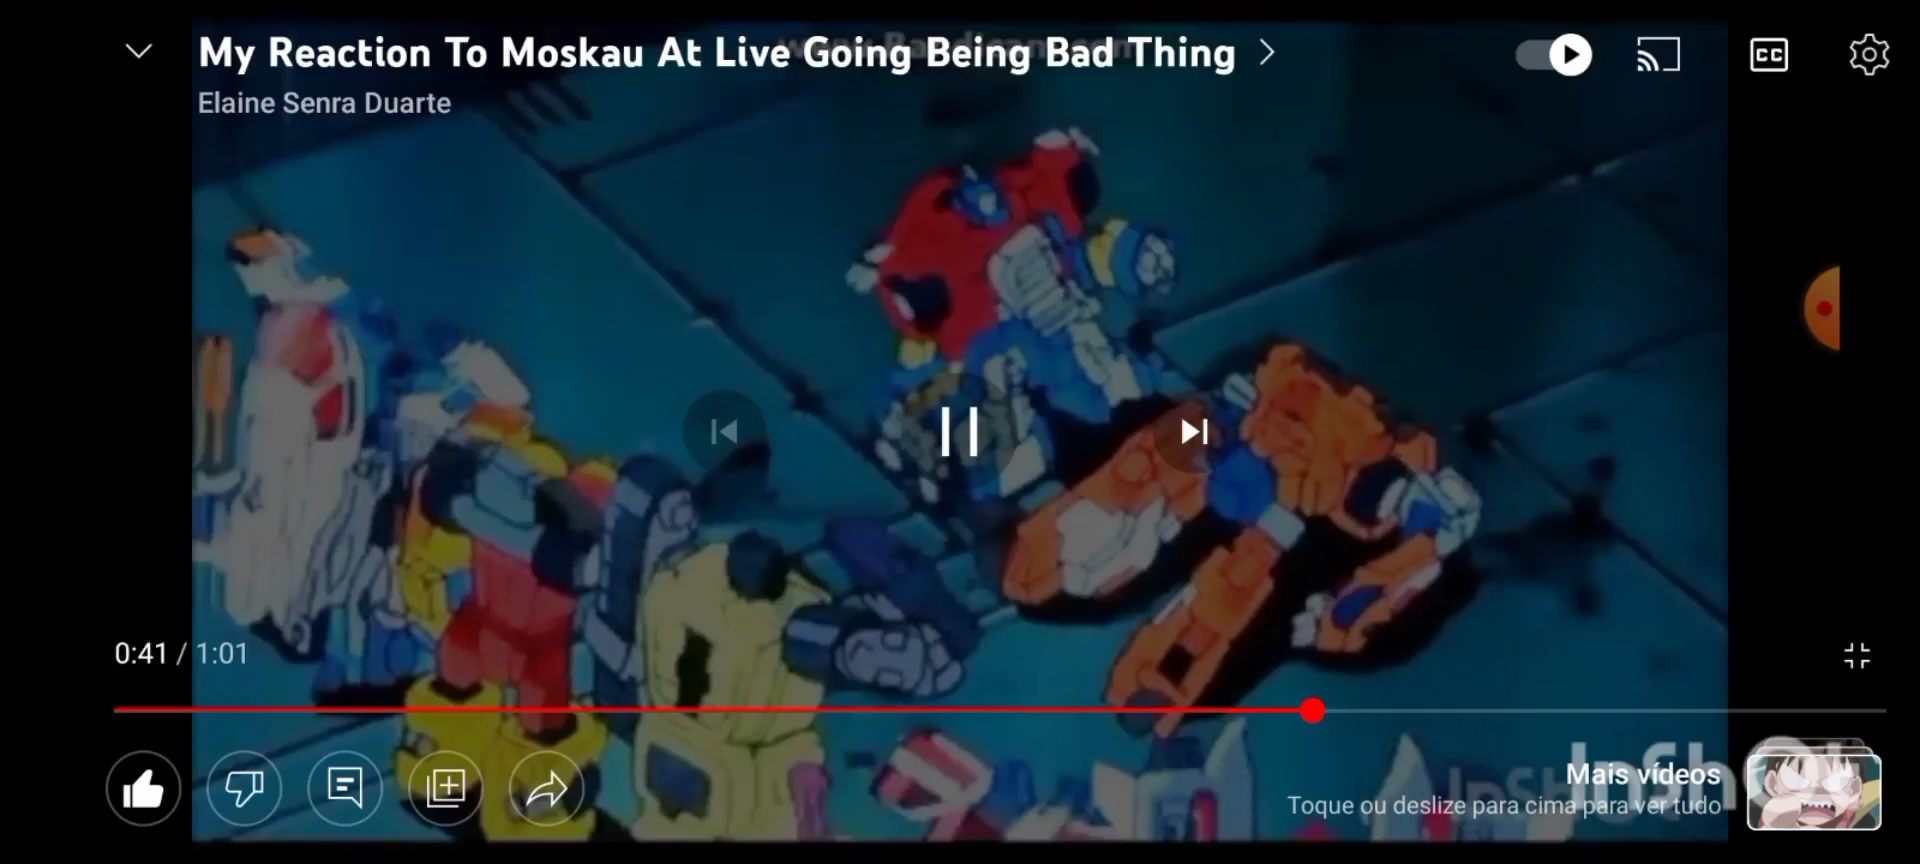 My Reaction To Moskau At Live Going Being Bad Thing
CC
Elaine Senra Duarte
0:41 / 1:01
Mais vídeos
Toque ou deslize para cima para ver tudo